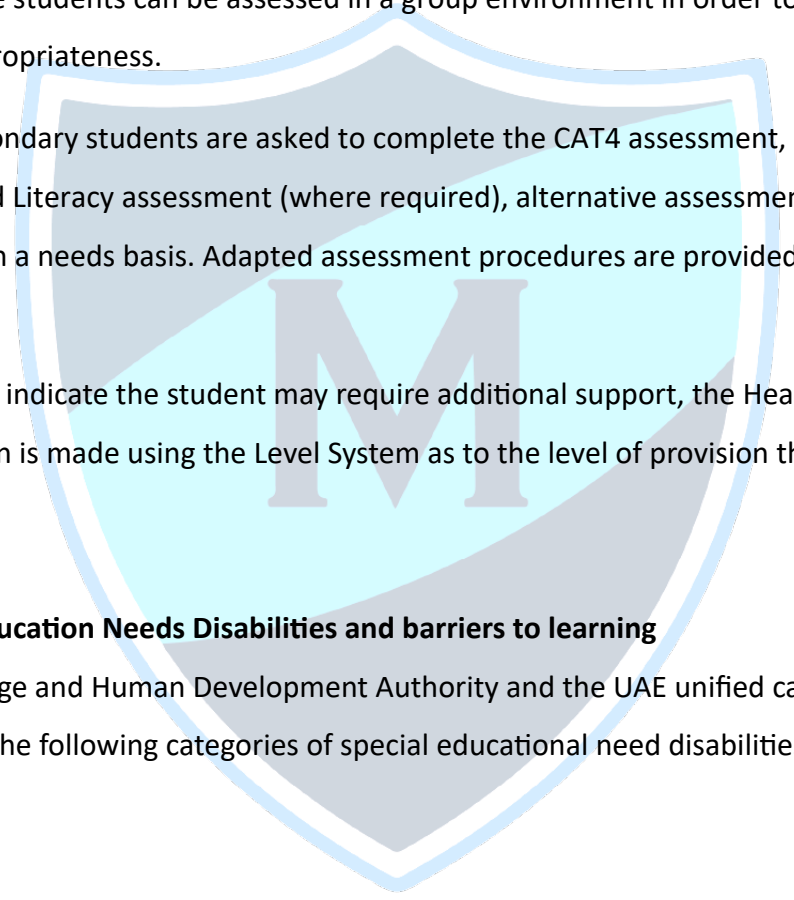 students can be assessed in a group environment in order to
ropriateness.
ondary students are asked to complete the CAT4 assessment,
d Literacy assessment (where required), alternative assessmen
n a needs basis. Adapted assessment procedures are provided
indicate the student may require additional support, the Hea
n is made using the Level System as to the level of provision th
M
ucation Needs Disabilities and barriers to learning
ge and Human Development Authority and the UAE unified ca
he following categories of special educational need disabilitie